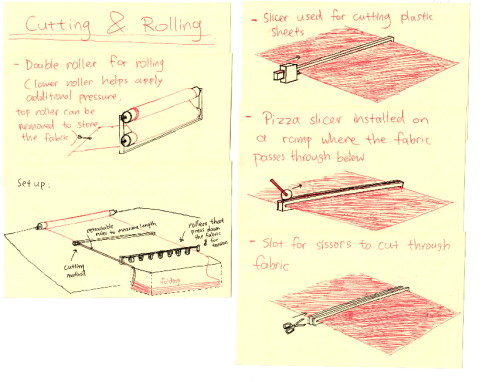 Cutting & Rolling
- Double roller for rolling
(lower roller helps apply
additional pressure,
top roller can be
removed to store
the fabric
Set up:
retractable
ruler to measure length
rollers that
press down
the fabric
for
tension
cutting
method
folding
- Slicer used for cutting plastic
sheets
- Pizza slicer installed on
a ramp where the fabric
passes through below
- Slot for sissors to cut through
fabric